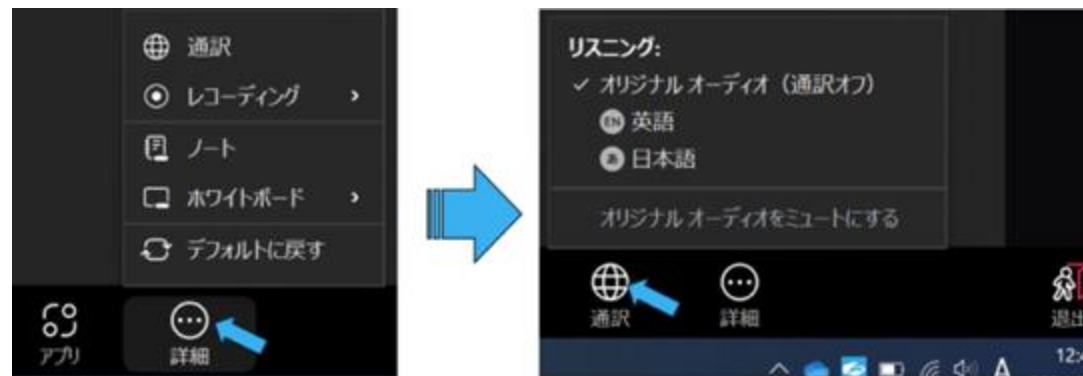 通訳
レコーディング
ノート
ホワイトボード
デフォルトに戻す
アプリ
詳細
リスニング:
オリジナル オーディオ（通訳オフ）
EN 英語
あ 日本語
オリジナル オーディオをミュートにする
通訳
詳細
退出
A